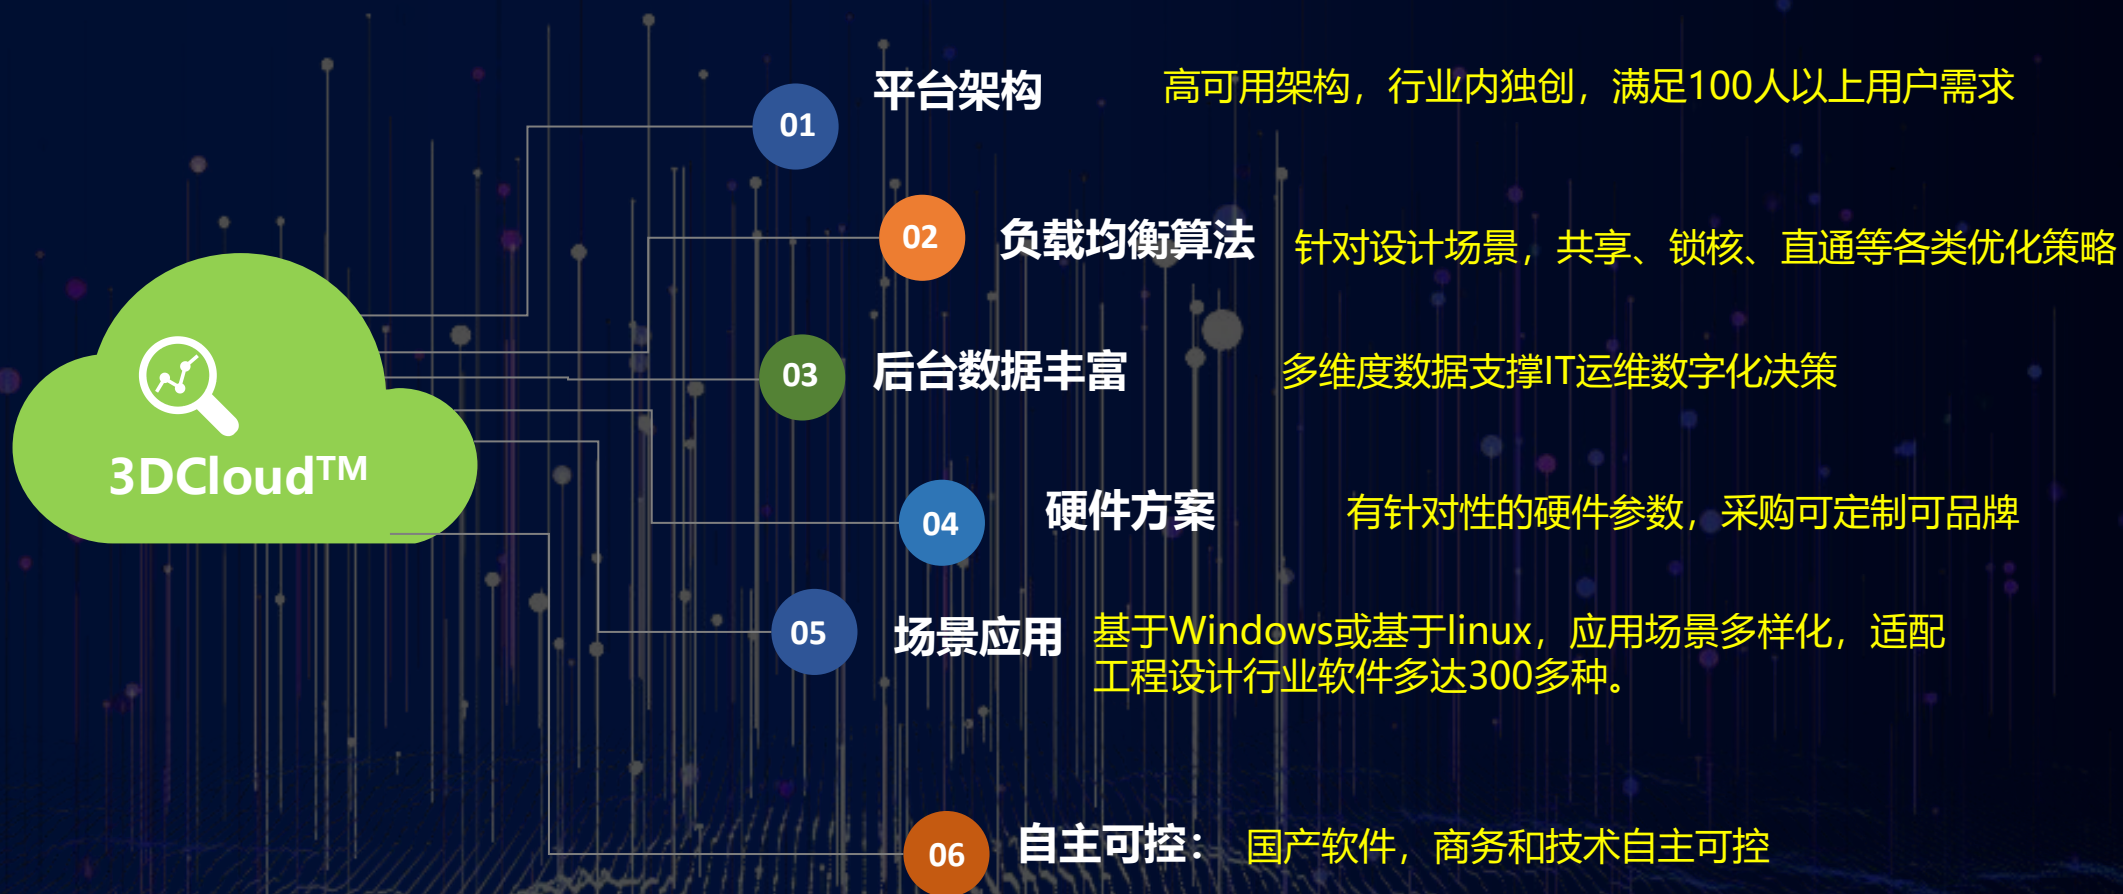 3DCloudTM
01
平台架构
高可用架构，行业内独创，满足100人以上用户需求
02
负载均衡算法
针对设计场景，共享、锁核、直通等各类优化策略
03
后台数据丰富
多维度数据支撑IT运维数字化决策
04
硬件方案
有针对性的硬件参数，采购可定制可品牌
05
场景应用
基于Windows或基于linux，应用场景多样化，适配
工程设计行业软件多达300多种。
06
自主可控：
国产软件，商务和技术自主可控